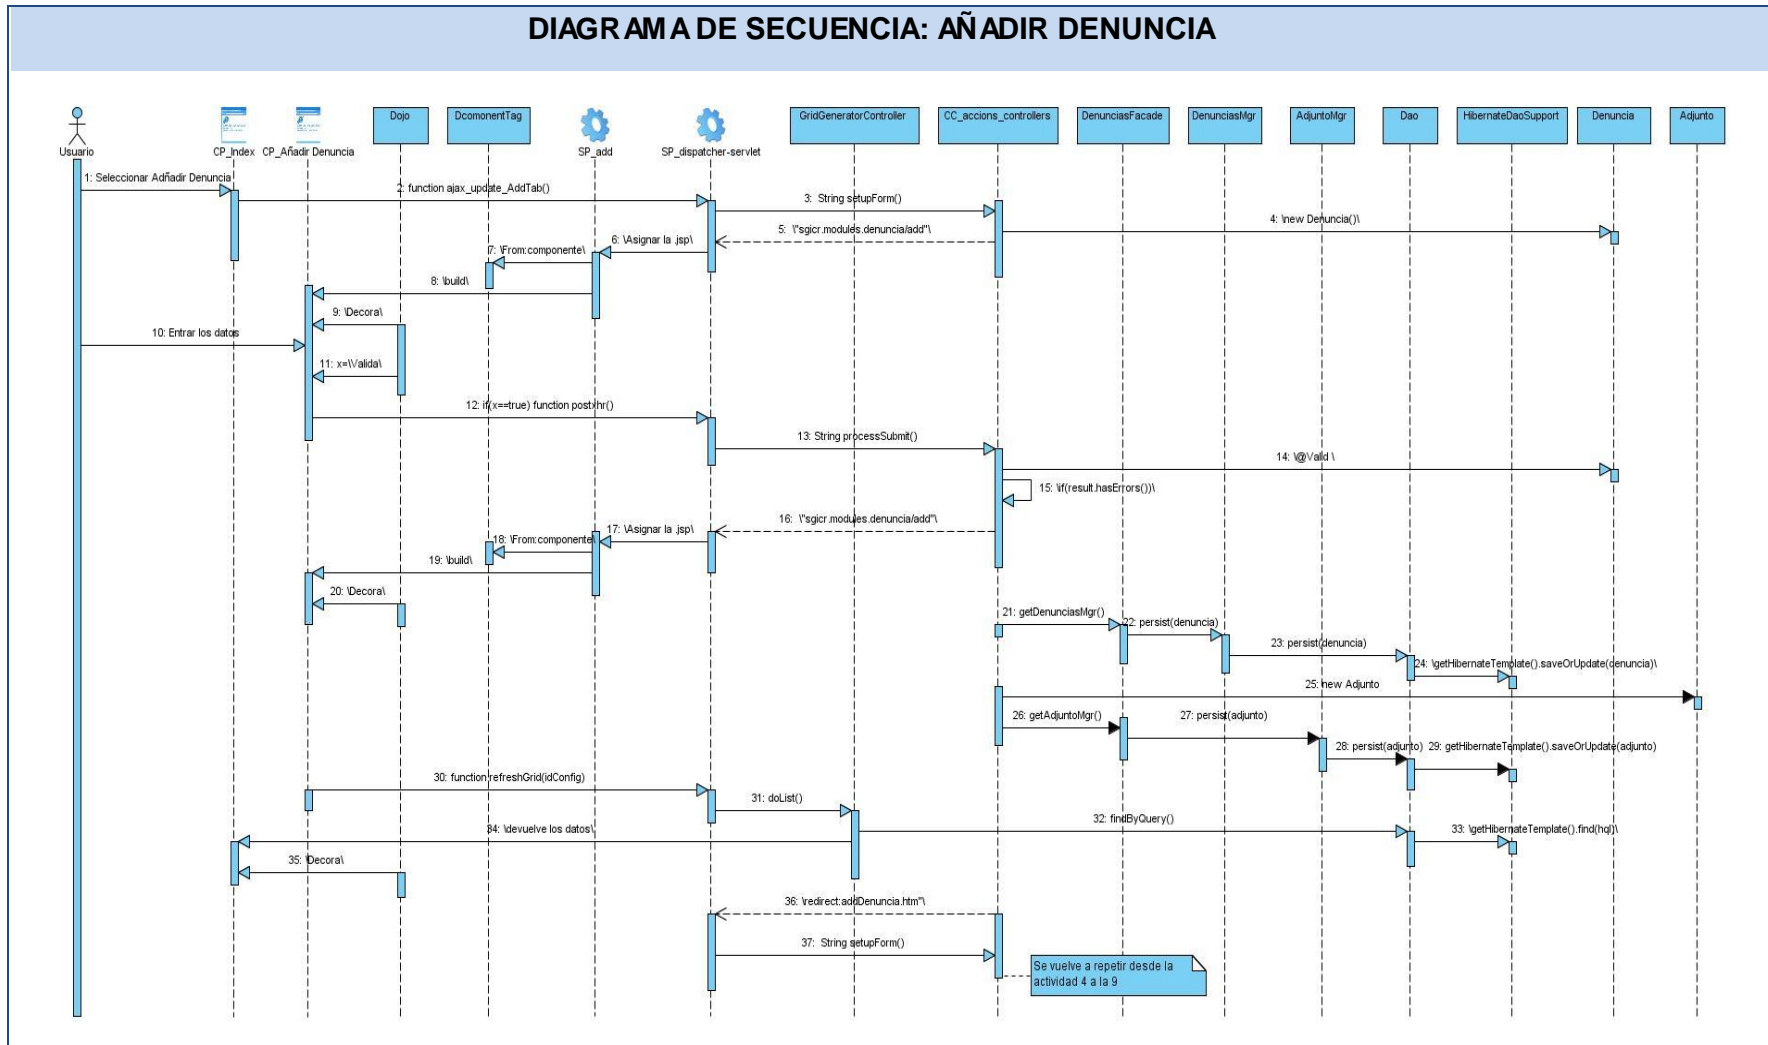 DIAGRAMA DE SECUENCIA: AÑADIR DENUNCIA
Usuario
CP_Index
CP_Añadir Denuncia
Dojo
DcomonentTag
SP_add
SP_dispatcher-servlet
GridGeneratorController
CC_accions_controllers
DenunciasFacade
DenunciasMgr
AdjuntoMgr
Dao
HibernateDaoSupport
Denuncia
Adjunto
1: Seleccionar Adñadir Denuncia
2: function ajax_update_AddTab()
3: String setupForm()
4: \new Denuncia()\
5: \"sgicr.modules.denuncia/add"\
6: \Asignar la .jsp\
7: \From:componente\
8: \build\
9: \Decora\
10: Entrar los datos
11: x=\Valida\
12: if(x==true) function postxhr()
13: String processSubmit()
14: \@Valid \
15: \if(result.hasErrors())\
16: \"sgicr.modules.denuncia/add"\
17: \Asignar la .jsp\
18: \From:componente\
19: \build\
20: \Decora\
21: getDenunciasMgr()
22: persist(denuncia)
23: persist(denuncia)
24: \getHibernateTemplate().saveOrUpdate(denuncia)\
25: new Adjunto
26: getAdjuntoMgr()
27: persist(adjunto)
28: persist(adjunto)
29: getHibernateTemplate().saveOrUpdate(adjunto)
30: function refreshGrid(idConfig)
31: doList()
32: findByQuery()
33: \getHibernateTemplate().find(hql)\
34: \devuelve los datos\
35: \Decora\
36: \redirect:addDenuncia.htm"\
37: String setupForm()
Se vuelve a repetir desde la
actividad 4 a la 9